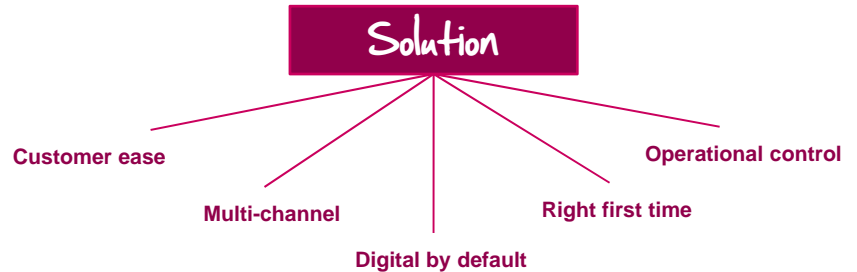 Solution
Customer ease
Multi-channel
Digital by default
Right first time
Operational control